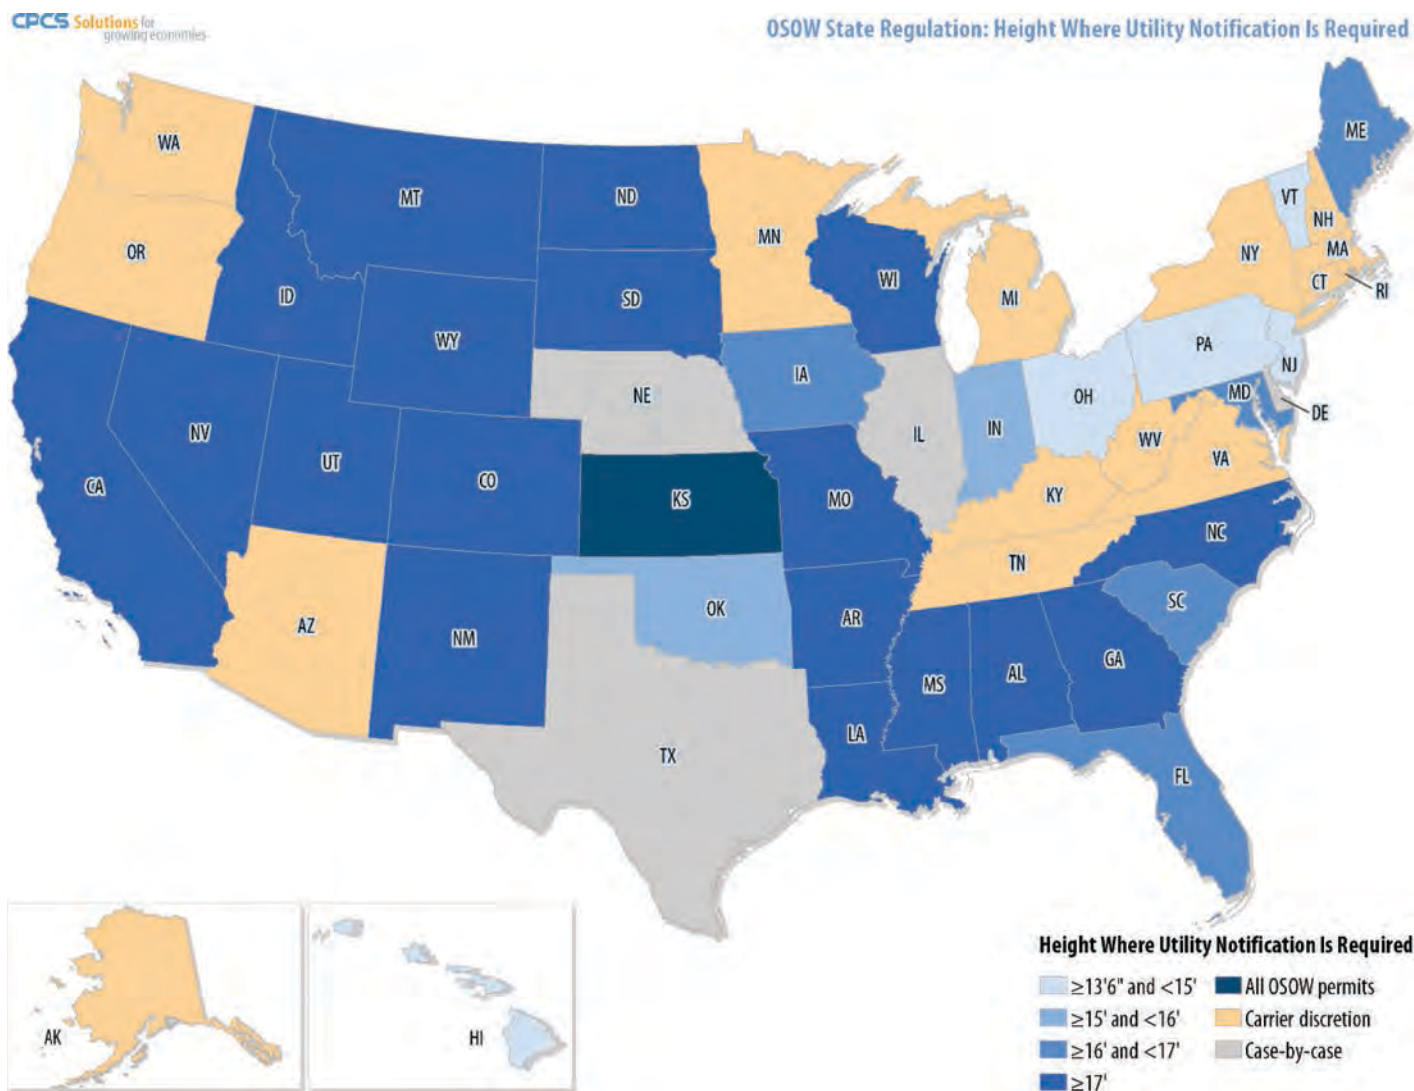 CPCS Solutions for
growing economies
OSOW State Regulation: Height Where Utility Notification Is Required
WA
OR
CA
NV
ID
MT
WY
UT
CO
AZ
NM
ND
SD
NE
KS
OK
TX
MN
IA
MO
AR
LA
WI
IL
MI
IN
OH
KY
TN
MS
AL
GA
FL
SC
NC
VA
WV
PA
NY
VT
NH
MA
CT
RI
NJ
MD
DE
ME
AK
HI
Height Where Utility Notification Is Required
≥13'6" and <15'
≥15' and <16'
≥16' and <17'
≥17'
All OSOW permits
Carrier discretion
Case-by-case